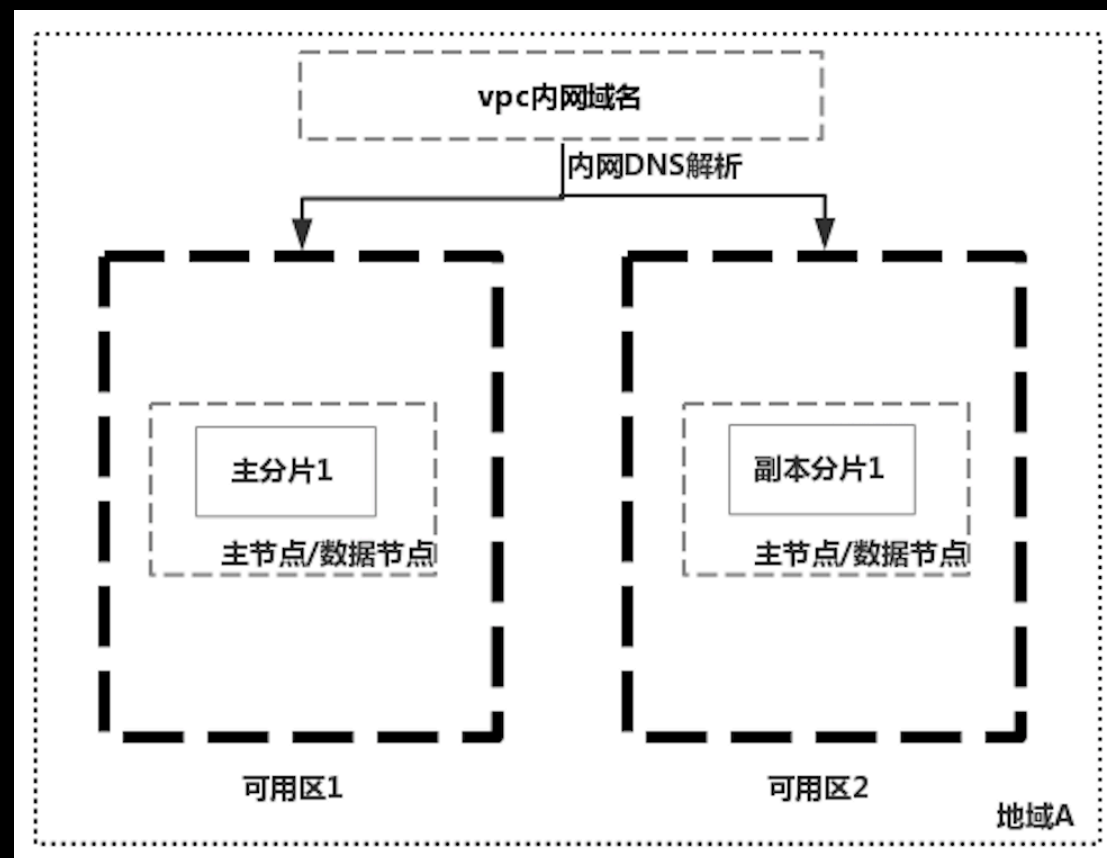 vpc内网域名
内网DNS解析
主分片1
主节点/数据节点
副本分片1
主节点/数据节点
可用区1
可用区2
地域A